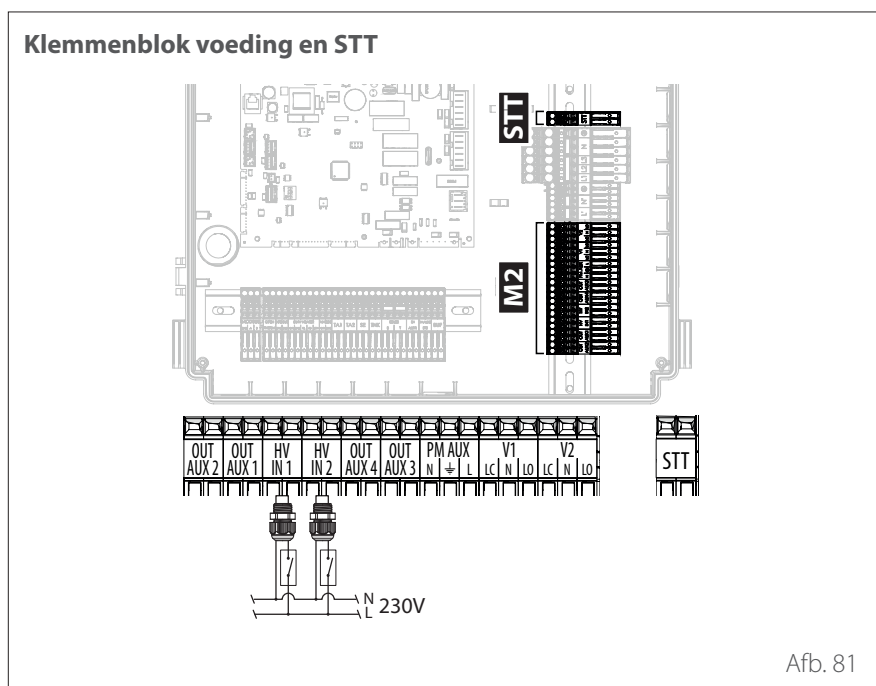 Klemmenblok voeding en STT
STT
M2
OUT AUX 2 OUT AUX 1 HV IN 1 HV IN 2 OUT AUX 4 OUT AUX 3 PM AUX N L V1 LC N LO V2 LC N LO STT
N
L 230V
Afb. 81